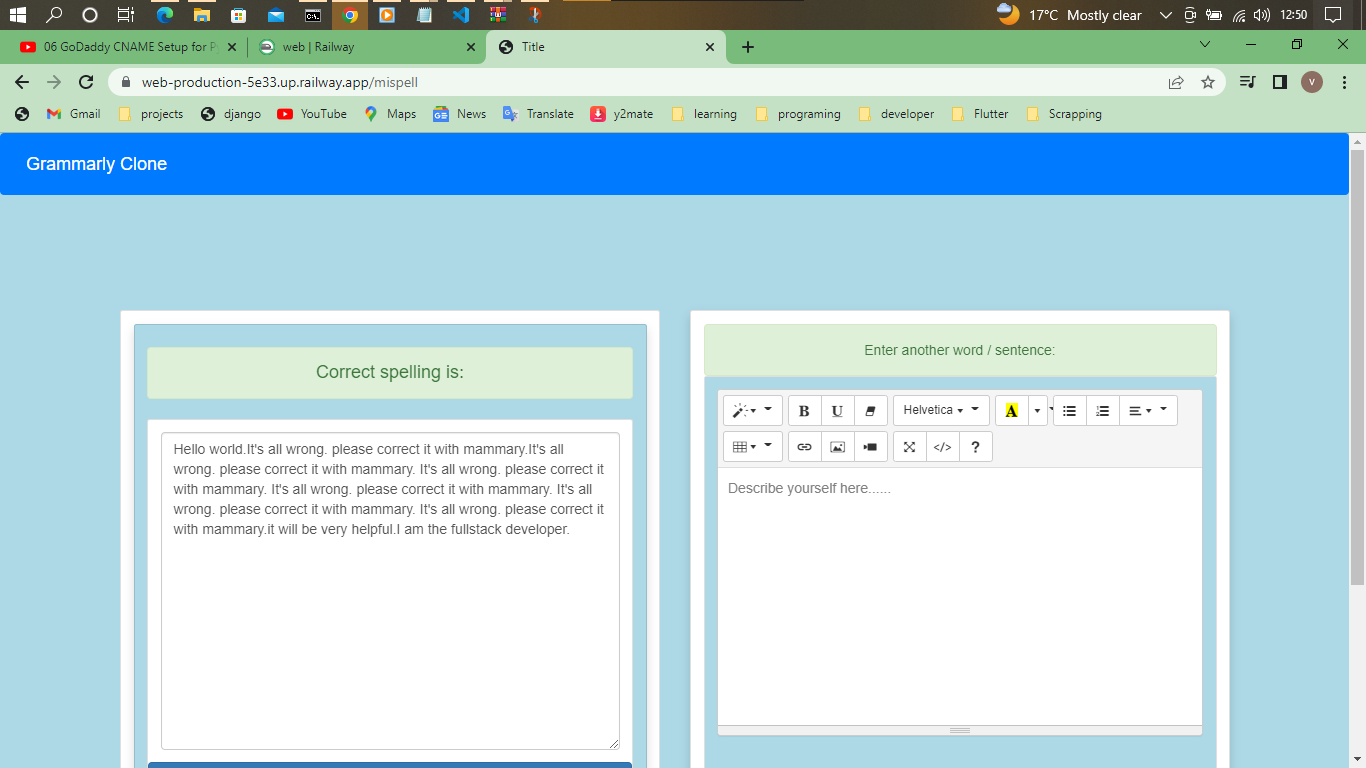 17°C Mostly clear 12:50
06 GoDaddy CNAME Setup for P
web | Railway
Title
web-production-5e33.up.railway.app/mispell
V
Gmail projects django YouTube Maps News Translate y2mate learning programing developer Flutter Scrapping
Grammarly Clone
Correct spelling is:
Hello world.It's all wrong. please correct it with mammary.It's all
wrong. please correct it with mammary. It's all wrong. please correct it
with mammary. It's all wrong. please correct it with mammary. It's all
wrong. please correct it with mammary. It's all wrong. please correct it
with mammary.it will be very helpful.I am the fullstack developer.
Enter another word / sentence:
B U Helvetica A
</> ?
Describe yourself here......